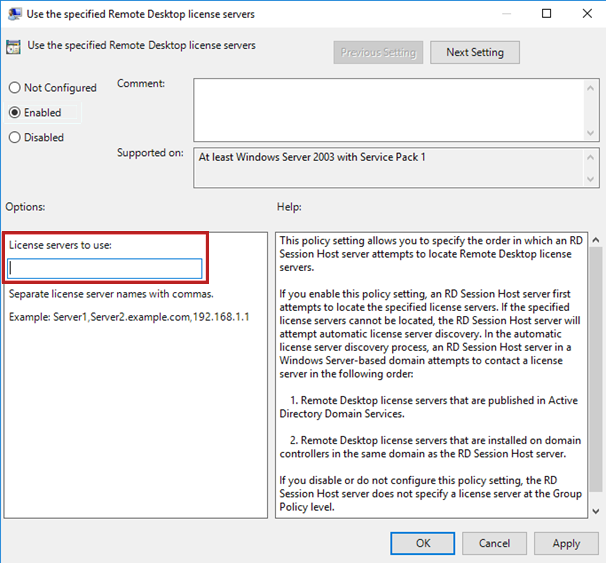 Use the specified Remote Desktop license servers
Use the specified Remote Desktop license servers
Previous Setting
Next Setting
Not Configured
Comment:
Enabled
Disabled
Supported on:
At least Windows Server 2003 with Service Pack 1
Options:
Help:
License servers to use:
Separate license server names with commas.
Example: Server1,Server2.example.com,192.168.1.1
This policy setting allows you to specify the order in which an RD
Session Host server attempts to locate Remote Desktop license
servers.
If you enable this policy setting, an RD Session Host server first
attempts to locate the specified license servers. If the specified
license servers cannot be located, the RD Session Host server will
attempt automatic license server discovery. In the automatic
license server discovery process, an RD Session Host server in a
Windows Server-based domain attempts to contact a license
server in the following order:
1. Remote Desktop license servers that are published in Active
Directory Domain Services.
2. Remote Desktop license servers that are installed on domain
controllers in the same domain as the RD Session Host server.
If you disable or do not configure this policy setting, the RD
Session Host server does not specify a license server at the Group
Policy level.
OK
Cancel
Apply